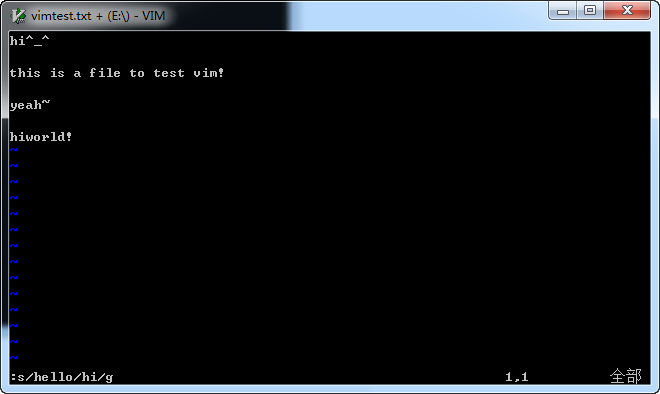 vimtest.txt + (E:\) - VIM
hi^_^
this is a file to test vim!
yeah~
hiworld!
~
~
~
~
~
~
~
~
~
~
~
~
~
~
:s/hello/hi/g 1,1 全部